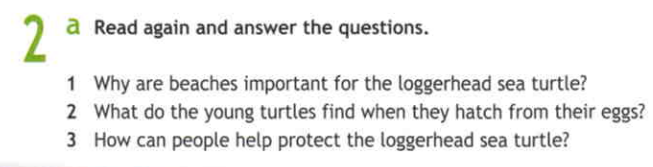 2 a Read again and answer the questions.
1 Why are beaches important for the loggerhead sea turtle?
2 What do the young turtles find when they hatch from their eggs?
3 How can people help protect the loggerhead sea turtle?